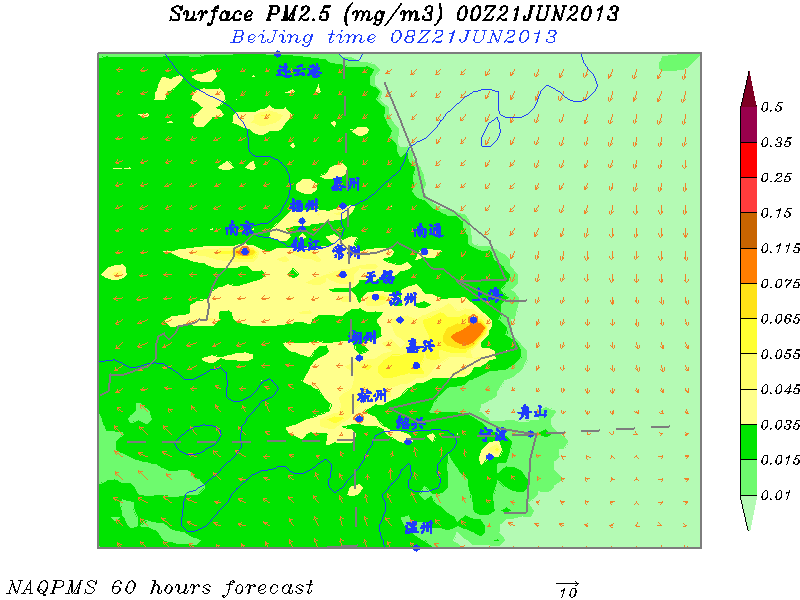 Surface PM2.5 (mg/m3) 00Z21JUN2013
BeiJing time 08Z21JUN2013
连云港
泰州
扬州
南京
镇江
常州
南通
无锡
苏州
上海
湖州
嘉兴
杭州
绍兴
舟山
宁波
温州
0.5
0.35
0.25
0.15
0.115
0.075
0.065
0.055
0.045
0.035
0.015
0.01
NAQPMS 60 hours forecast
10